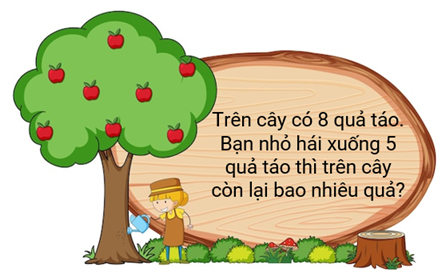 Trên cây có 8 quả táo.
Bạn nhỏ hái xuống 5
quả táo thì trên cây
còn lại bao nhiêu quả?